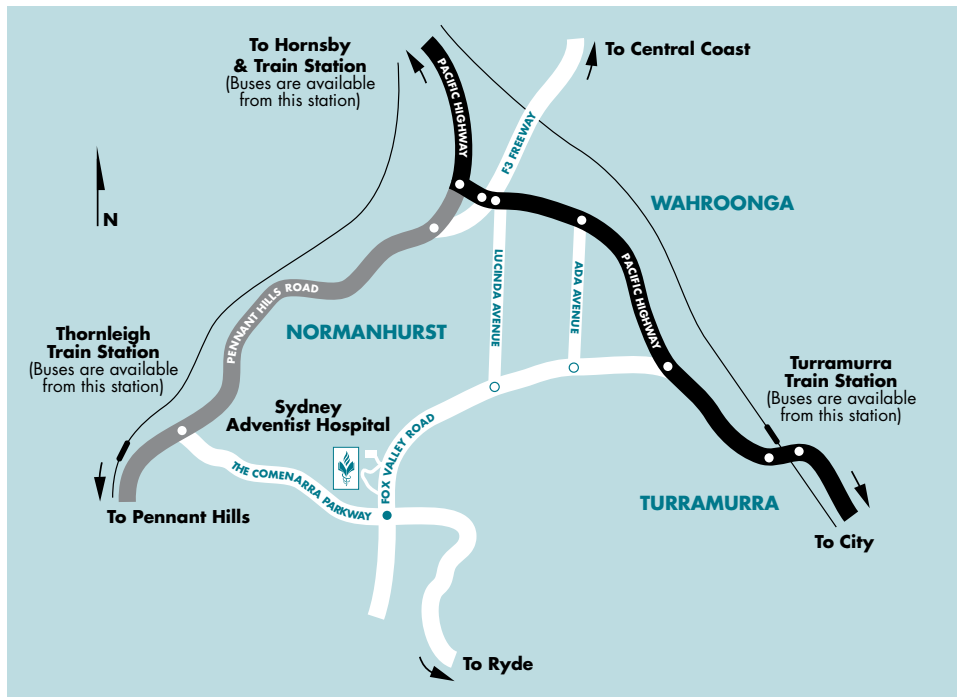 To Hornsby
& Train Station
(Buses are available
from this station)
To Central Coast
PACIFIC HIGHWAY
F3 FREEWAY
N
WAHROONGA
LUCINDA AVENUE
ADA AVENUE
PACIFIC HIGHWAY
PENNANT HILLS ROAD
NORMANHURST
Thornleigh
Train Station
(Buses are available
from this station)
Turramurra
Train Station
(Buses are available
from this station)
Sydney
Adventist Hospital
FOX VALLEY ROAD
THE COMENARRA PARKWAY
TURRAMURRA
To Pennant Hills
To City
To Ryde